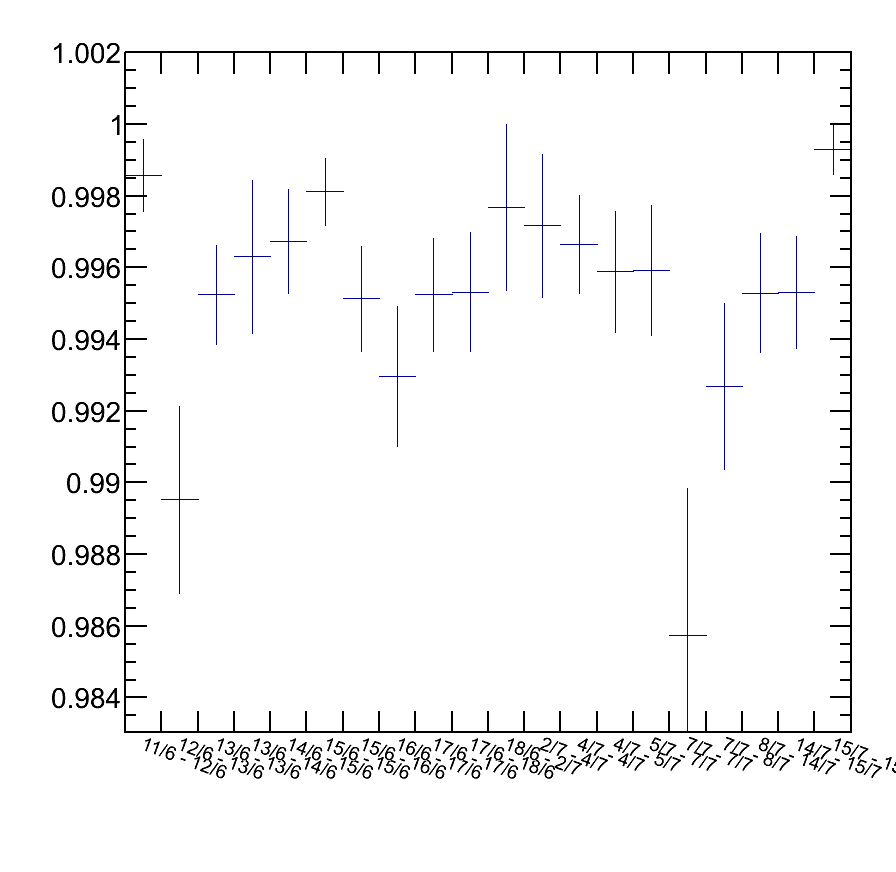 1.002
1
0.998
0.996
0.994
0.992
0.99
0.988
0.986
0.984
11/6 - 12/6
12/6 - 13/6
13/6 - 13/6
13/6 - 14/6
14/6 - 15/6
15/6 - 15/6
15/6 - 16/6
16/6 - 17/6
17/6 - 17/6
17/6 - 18/6
18/6 - 2/7
2/7 - 4/7
4/7 - 4/7
4/7 - 5/7
5/7 - 7/7
7/7 - 7/7
7/7 - 8/7
8/7 - 14/7
14/7 - 15/7
15/7 - 15